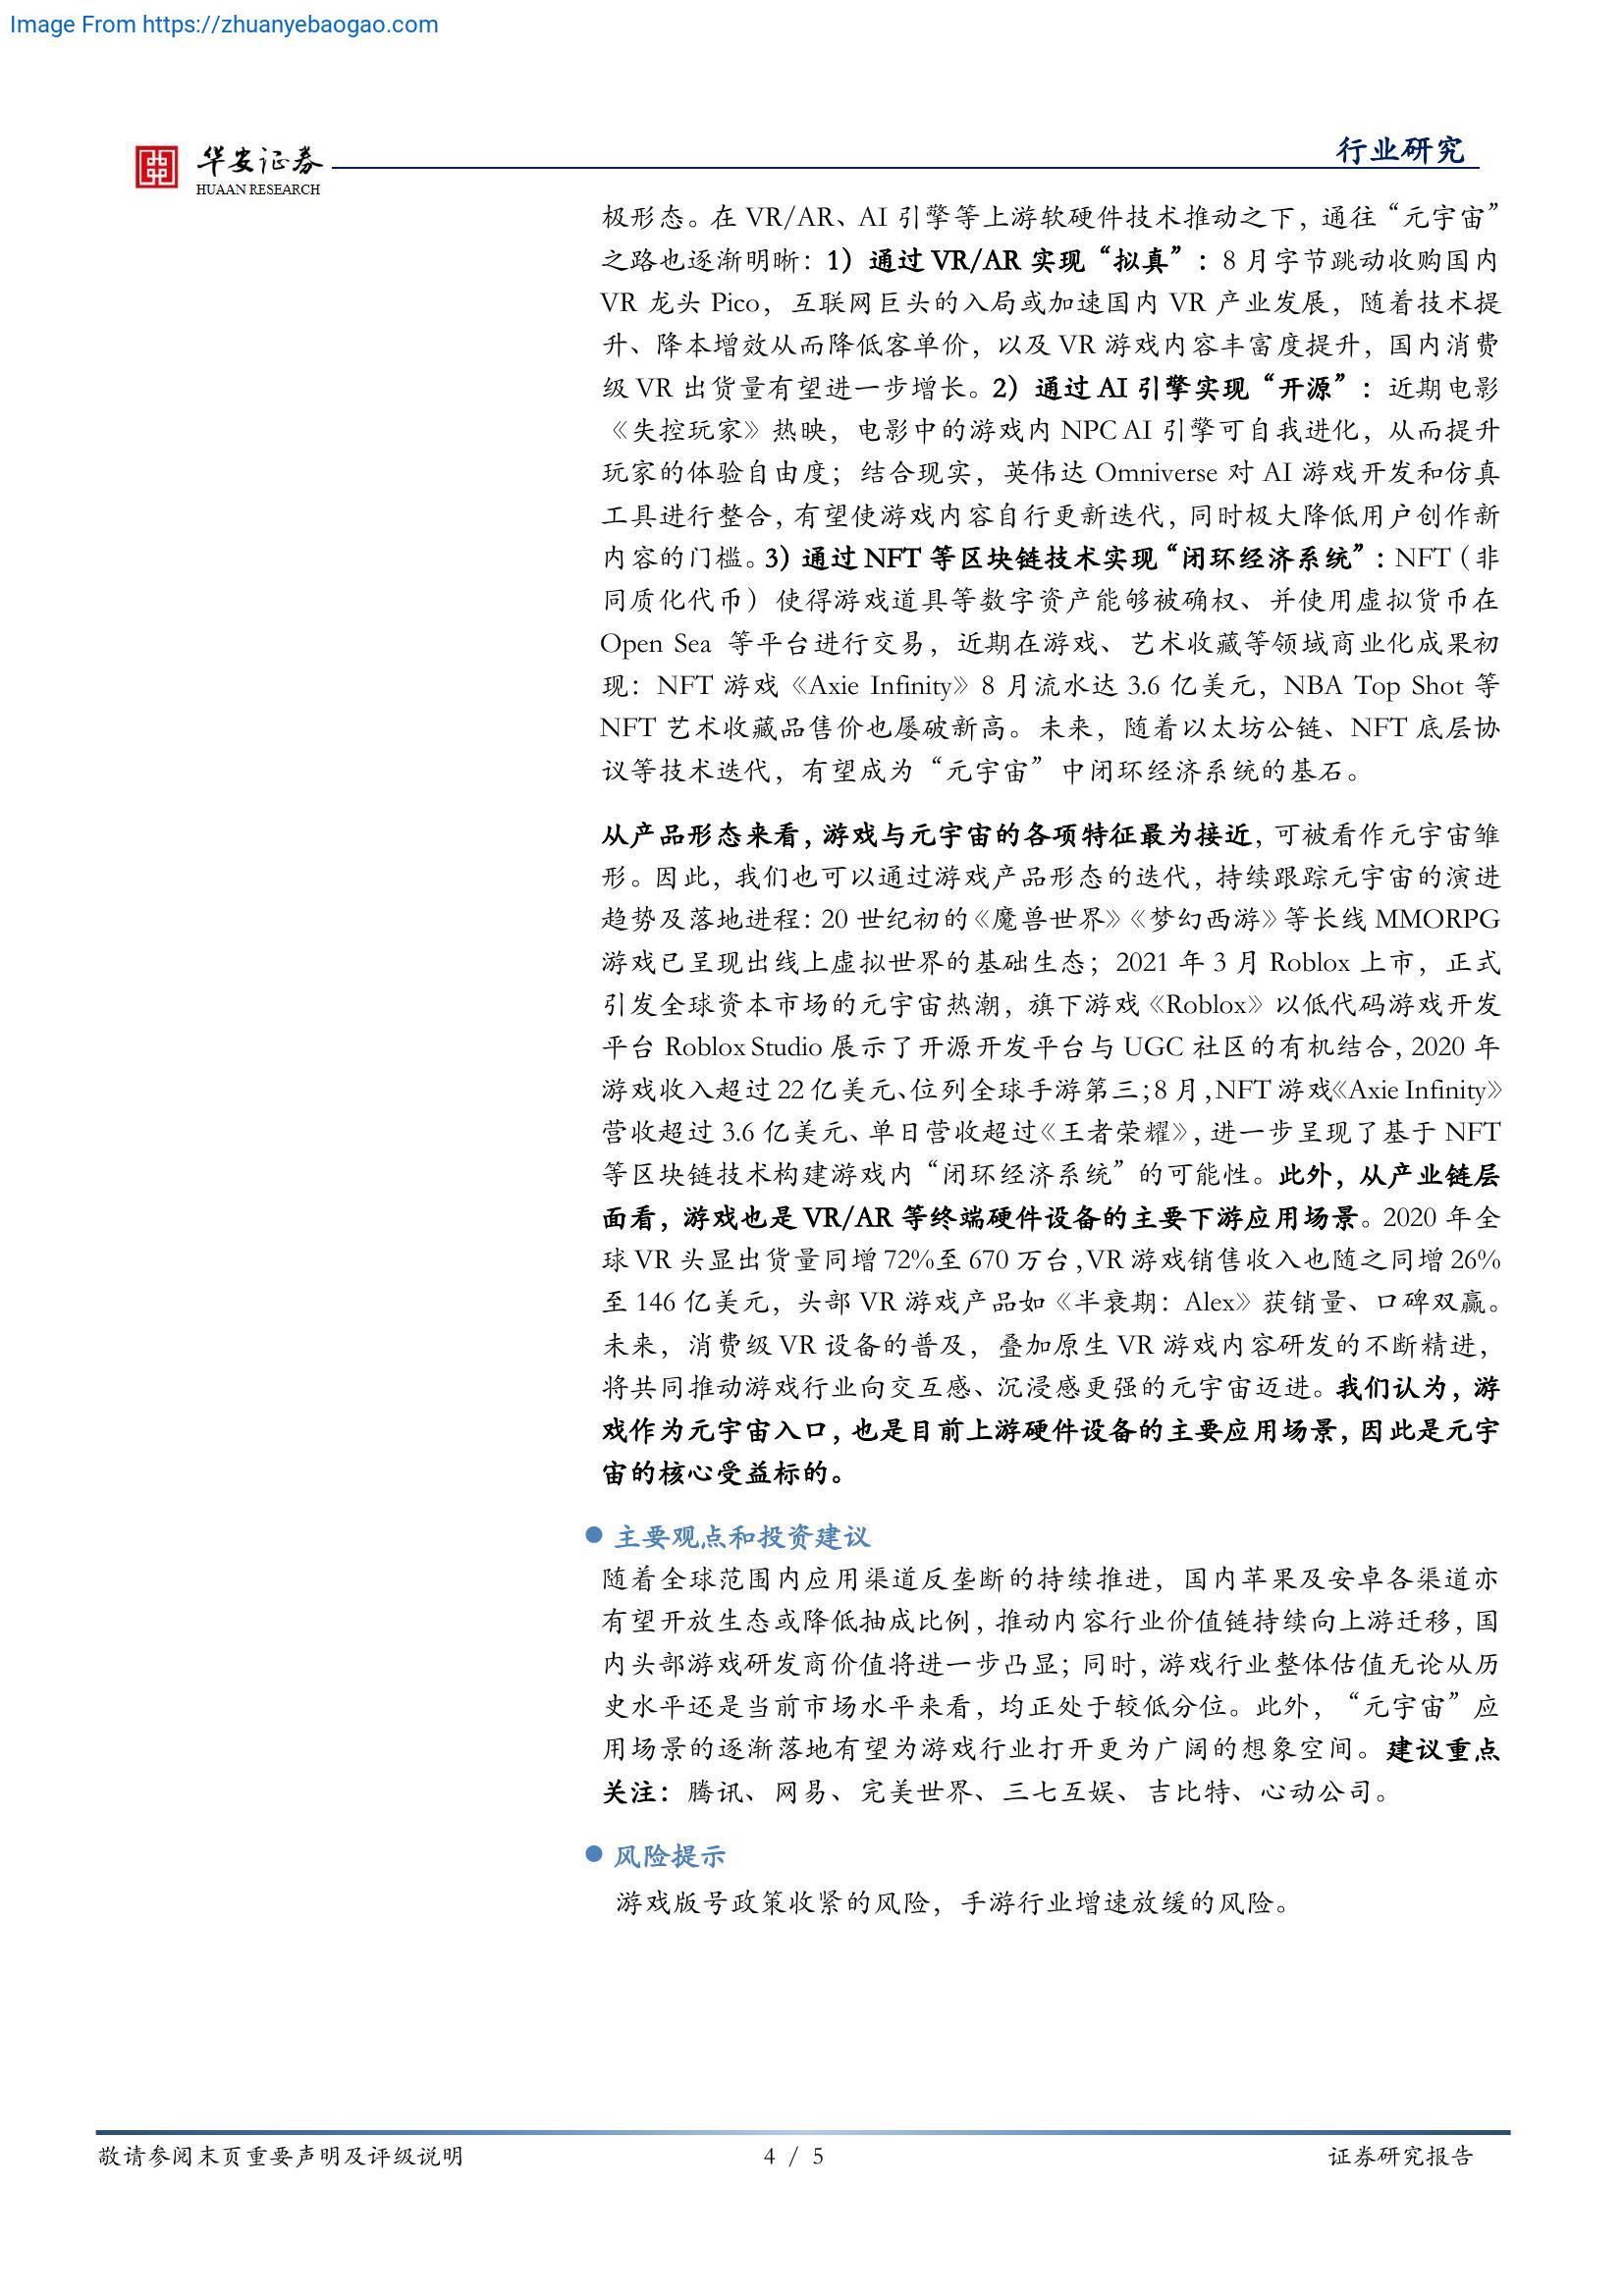 Image From https://zhuanyebaogao.com
华安证券
HUAAN RESEARCH
行业研究
极形态。在 VR/AR、AI 引擎等上游软硬件技术推动之下，通往“元宇宙”
之路也逐渐明晰：1）通过 VR/AR 实现“拟真”：8 月字节跳动收购国内
VR 龙头 Pico，互联网巨头的入局或加速国内 VR 产业发展，随着技术提
升、降本增效从而降低客单价，以及 VR 游戏内容丰富度提升，国内消费
级 VR 出货量有望进一步增长。2）通过 AI 引擎实现“开源”：近期电影
《失控玩家》热映，电影中的游戏内 NPC AI 引擎可自我进化，从而提升
玩家的体验自由度；结合现实，英伟达 Omniverse 对 AI 游戏开发和仿真
工具进行整合，有望使游戏内容自行更新迭代，同时极大降低用户创作新
内容的门槛。3）通过 NFT 等区块链技术实现“闭环经济系统”：NFT（非
同质化代币）使得游戏道具等数字资产能够被确权、并使用虚拟货币在
Open Sea 等平台进行交易，近期在游戏、艺术收藏等领域商业化成果初
现：NFT 游戏《Axie Infinity》8 月流水达 3.6 亿美元，NBA Top Shot 等
NFT 艺术收藏品售价也屡破新高。未来，随着以太坊公链、NFT 底层协
议等技术迭代，有望成为“元宇宙”中闭环经济系统的基石。
从产品形态来看，游戏与元宇宙的各项特征最为接近，可被看作元宇宙雏
形。因此，我们也可以通过游戏产品形态的迭代，持续跟踪元宇宙的演进
趋势及落地进程：20 世纪初的《魔兽世界》《梦幻西游》等长线 MMORPG
游戏已呈现出线上虚拟世界的基础生态；2021 年 3 月 Roblox 上市，正式
引发全球资本市场的元宇宙热潮，旗下游戏《Roblox》以低代码游戏开发
平台 Roblox Studio 展示了开源开发平台与 UGC 社区的有机结合，2020 年
游戏收入超过 22 亿美元、位列全球手游第三；8 月，NFT 游戏《Axie Infinity》
营收超过 3.6 亿美元、单日营收超过《王者荣耀》，进一步呈现了基于 NFT
等区块链技术构建游戏内“闭环经济系统”的可能性。此外，从产业链层
面看，游戏也是 VR/AR 等终端硬件设备的主要下游应用场景。2020 年全
球 VR 头显出货量同增 72%至 670 万台，VR 游戏销售收入也随之同增 26%
至 146 亿美元，头部 VR 游戏产品如《半衰期：Alex》获销量、口碑双赢。
未来，消费级 VR 设备的普及，叠加原生 VR 游戏内容研发的不断精进，
将共同推动游戏行业向交互感、沉浸感更强的元宇宙迈进。我们认为，游
戏作为元宇宙入口，也是目前上游硬件设备的主要应用场景，因此是元宇
宙的核心受益标的。
● 主要观点和投资建议
随着全球范围内应用渠道反垄断的持续推进，国内苹果及安卓各渠道亦
有望开放生态或降低抽成比例，推动内容行业价值链持续向上游迁移，国
内头部游戏研发商价值将进一步凸显；同时，游戏行业整体估值无论从历
史水平还是当前市场水平来看，均正处于较低分位。此外，“元宇宙”应
用场景的逐渐落地有望为游戏行业打开更为广阔的想象空间。建议重点
关注：腾讯、网易、完美世界、三七互娱、吉比特、心动公司。
● 风险提示
游戏版号政策收紧的风险，手游行业增速放缓的风险。
敬请参阅末页重要声明及评级说明
4 / 5
证券研究报告